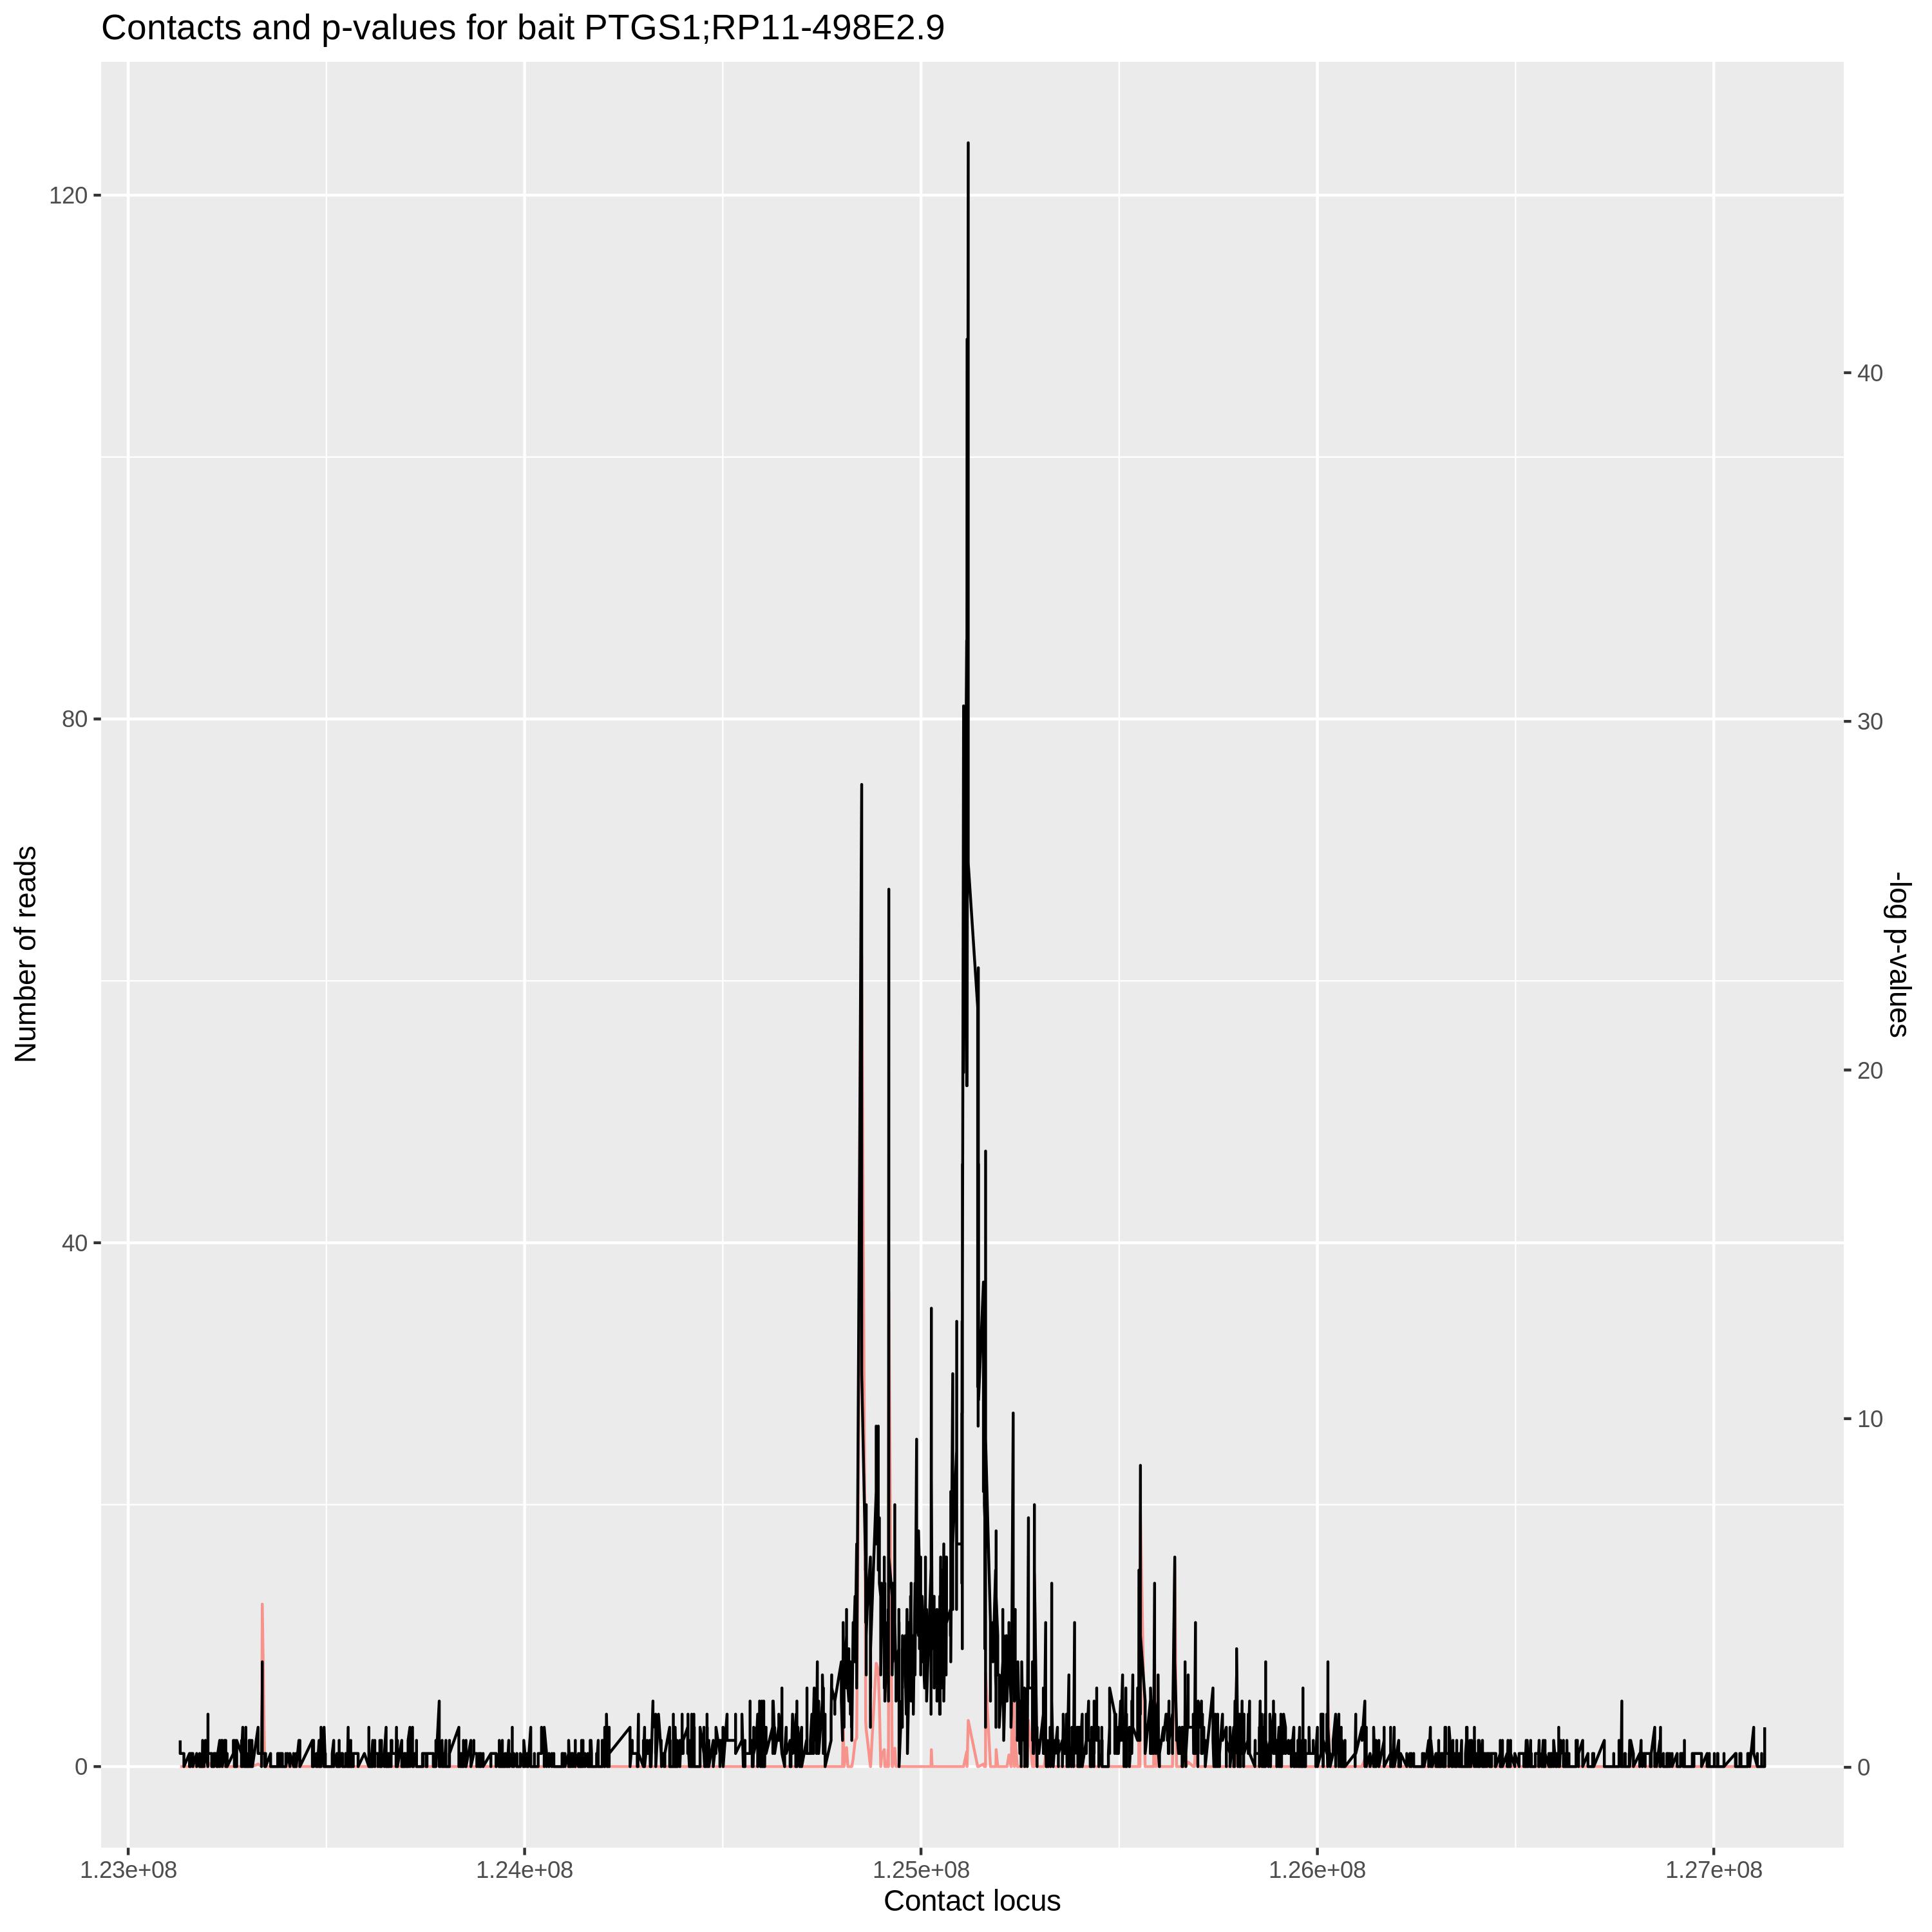 Contacts and p-values for bait PTGS1;RP11-498E2.9
120
80
40
0
Number of reads
40
30
20
10
0
-log p-values
1.23e+08
1.24e+08
1.25e+08
1.26e+08
1.27e+08
Contact locus